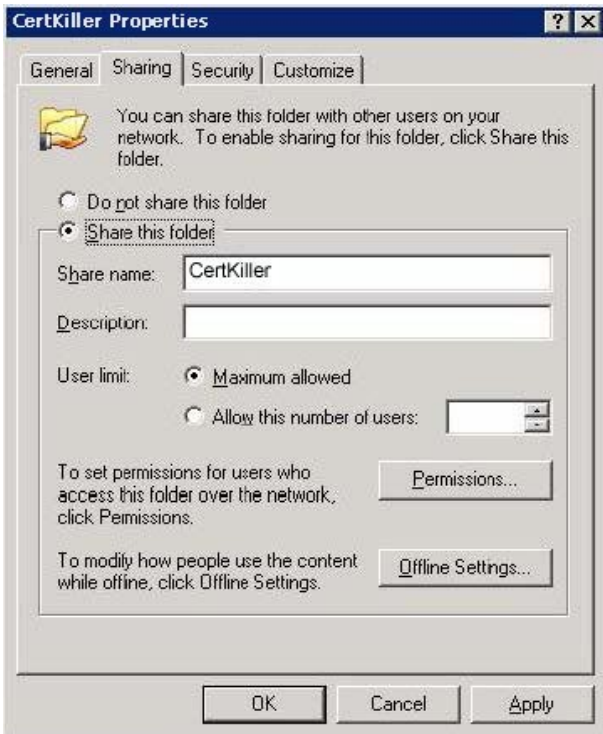 CertKiller Properties
General Sharing Security Customize
You can share this folder with other users on your
network. To enable sharing for this folder, click Share this
folder.
Do not share this folder
Share this folder
Share name: CertKiller
Description:
User limit: Maximum allowed
Allow this number of users:
To set permissions for users who
access this folder over the network,
click Permissions.
Permissions...
To modify how people use the content
while offline, click Offline Settings.
Offline Settings...
OK Cancel Apply